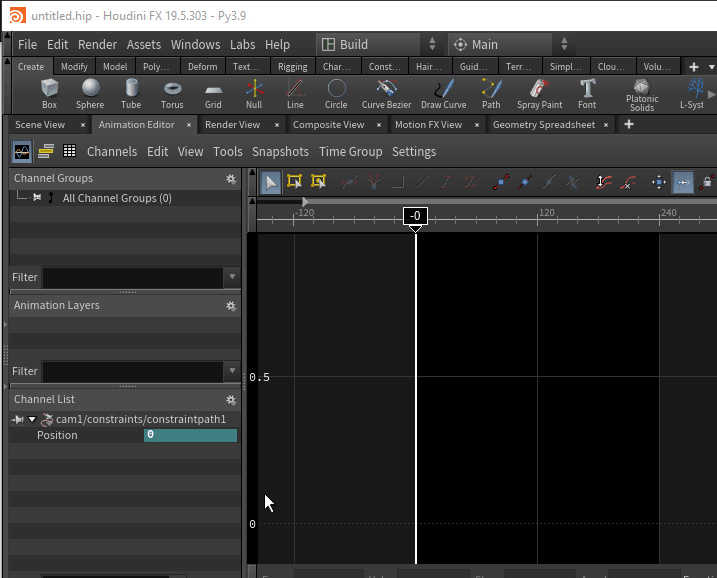 untitled.hip - Houdini FX 19.5.303 - Py3.9
File Edit Render Assets Windows Labs Help Build Main
Create Modify Model Poly... Deform Text... Rigging Char... Const... Hair... Guid... Terr... Simpl... Clou... Volu...
Box Sphere Tube Torus Grid Null Line Circle Curve Bezier Draw Curve Path Spray Paint Font Platonic Solids L-Syst
Scene View Animation Editor Render View Composite View Motion FX View Geometry Spreadsheet
Channels Edit View Tools Snapshots Time Group Settings
Channel Groups
All Channel Groups (0)
-120 -0 120 240
Filter
Animation Layers
Filter
0.5
Channel List
cam1/constraints/constraintpath1
Position 0
0